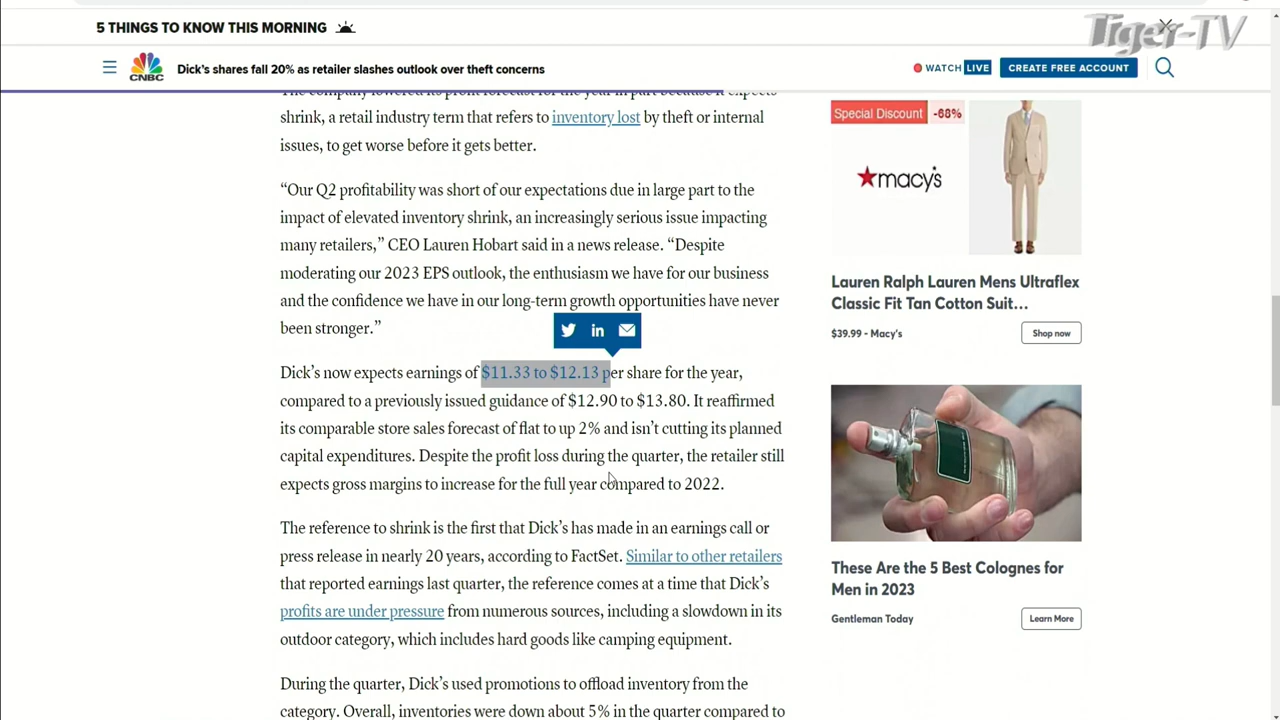 5 THINGS TO KNOW THIS MORNING
Tiger-TV
CNBC
Dick's shares fall 20% as retailer slashes outlook over theft concerns
WATCH LIVE
CREATE FREE ACCOUNT
The company lowered its profit forecast for the year in part because it expects
shrink, a retail industry term that refers to inventory lost by theft or internal
issues, to get worse before it gets better.
“Our Q2 profitability was short of our expectations due in large part to the
impact of elevated inventory shrink, an increasingly serious issue impacting
many retailers,” CEO Lauren Hobart said in a news release. “Despite
moderating our 2023 EPS outlook, the enthusiasm we have for our business
and the confidence we have in our long-term growth opportunities have never
been stronger.”
in
Dick’s now expects earnings of $11.33 to $12.13 per share for the year,
compared to a previously issued guidance of $12.90 to $13.80. It reaffirmed
its comparable store sales forecast of flat to up 2% and isn’t cutting its planned
capital expenditures. Despite the profit loss during the quarter, the retailer still
expects gross margins to increase for the full year compared to 2022.
The reference to shrink is the first that Dick’s has made in an earnings call or
press release in nearly 20 years, according to FactSet. Similar to other retailers
that reported earnings last quarter, the reference comes at a time that Dick’s
profits are under pressure from numerous sources, including a slowdown in its
outdoor category, which includes hard goods like camping equipment.
During the quarter, Dick’s used promotions to offload inventory from the
category. Overall, inventories were down about 5% in the quarter compared to
Special Discount -68%
macy's
Lauren Ralph Lauren Mens Ultraflex
Classic Fit Tan Cotton Suit...
$39.99 - Macy's
Shop now
These Are the 5 Best Colognes for
Men in 2023
Gentleman Today
Learn More